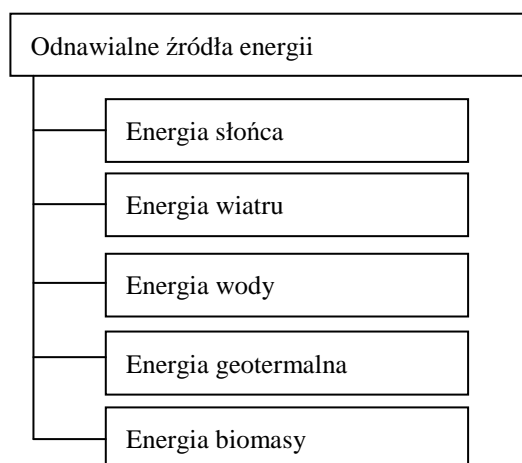 Odnawialne źródła energii
Energia słońca
Energia wiatru
Energia wody
Energia geotermalna
Energia biomasy